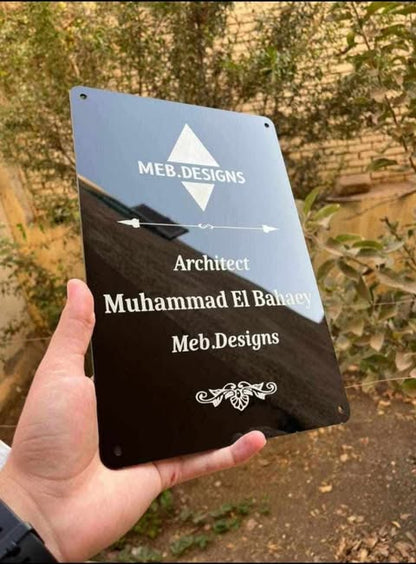 MEB.DESIGNS
Architect
Muhammad El Bahaey
Meb.Designs